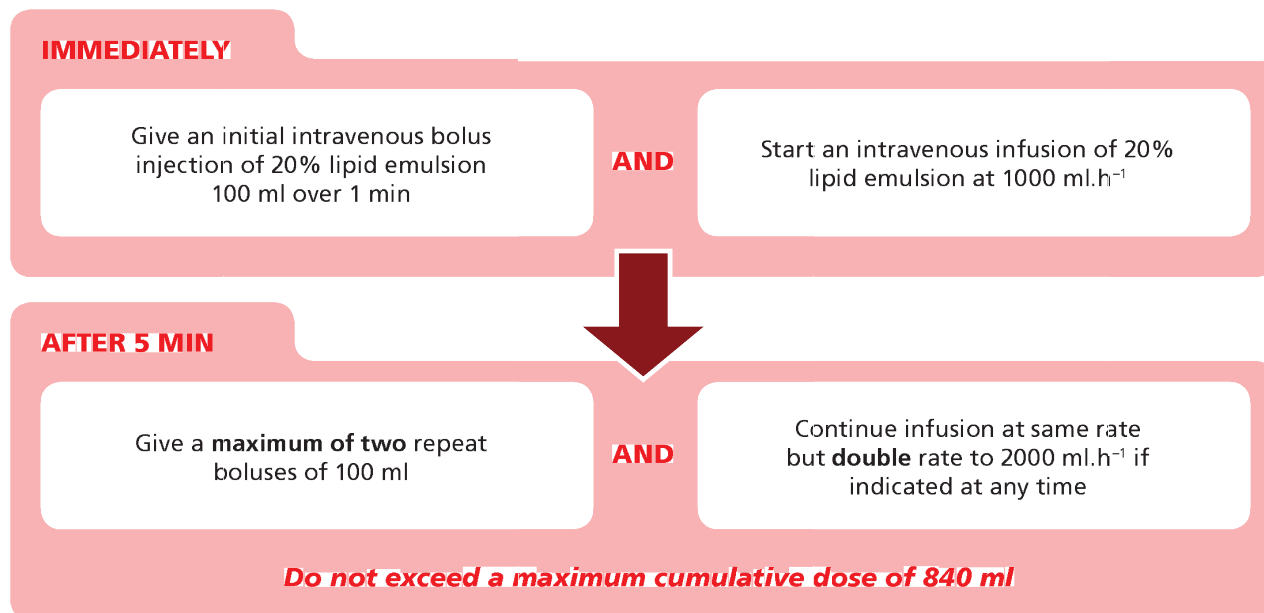 IMMEDIATELY
Give an initial intravenous bolus
injection of 20% lipid emulsion
100 ml over 1 min
AND
Start an intravenous infusion of 20%
lipid emulsion at 1000 ml.h⁻¹
AFTER 5 MIN
Give a maximum of two repeat
boluses of 100 ml
AND
Continue infusion at same rate
but double rate to 2000 ml.h⁻¹ if
indicated at any time
Do not exceed a maximum cumulative dose of 840 ml